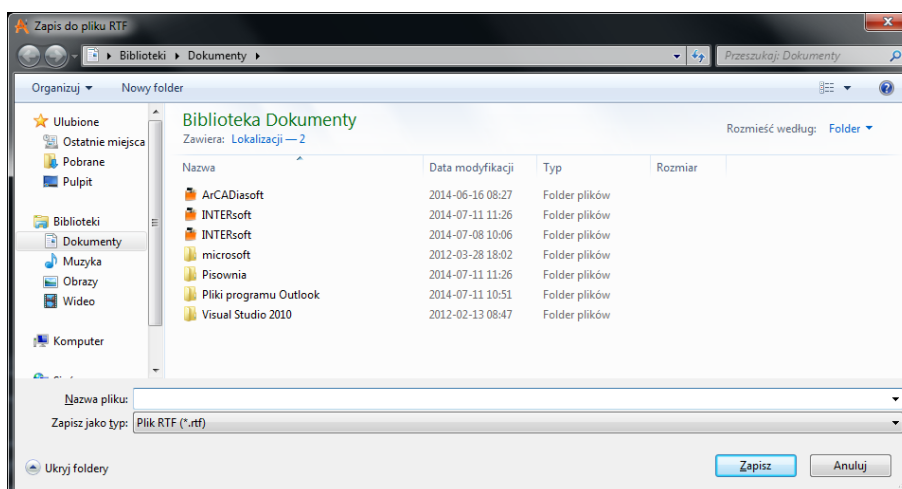 Zapis do pliku RTF
Biblioteki Dokumenty
Przeszukaj: Dokumenty
Organizuj Nowy folder
Ulubione
Ostatnie miejsca
Pobrane
Pulpit
Biblioteki
Dokumenty
Muzyka
Obrazy
Wideo
Komputer
Biblioteka Dokumenty
Zawiera: Lokalizacji — 2
Rozmieść według: Folder
Nazwa Data modyfikacji Typ Rozmiar
ArCADiasoft 2014-06-16 08:27 Folder plików
INTERsoft 2014-07-11 11:26 Folder plików
INTERsoft 2014-07-08 10:06 Folder plików
microsoft 2012-03-28 18:02 Folder plików
Pisownia 2014-07-11 11:26 Folder plików
Pliki programu Outlook 2014-07-11 10:51 Folder plików
Visual Studio 2010 2012-02-13 08:47 Folder plików
Nazwa pliku:
Zapisz jako typ: Plik RTF (*.rtf)
Ukryj foldery Zapisz Anuluj